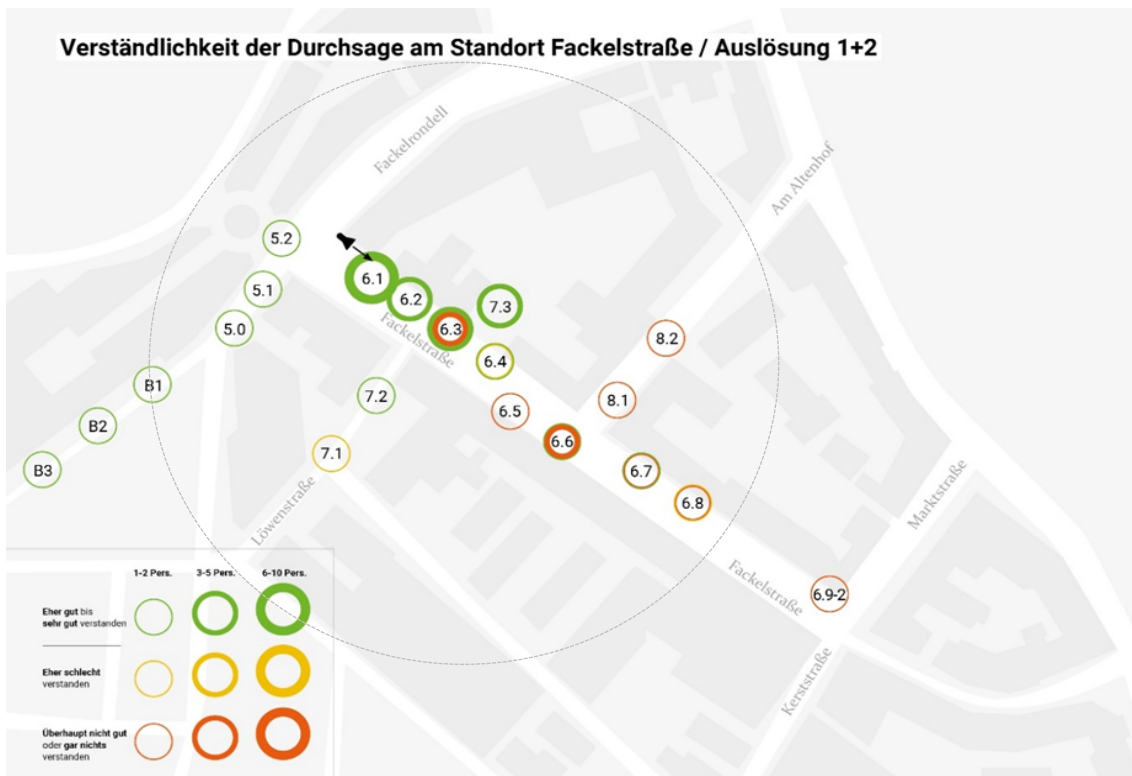 Verständlichkeit der Durchsage am Standort Fackelstraße / Auslösung 1+2
Fackelrondell
Am Altenhof
5.2
5.1
5.0
6.1
6.2
6.3
7.3
Fackelstraße
6.4
8.2
B1
7.2
6.5
8.1
B2
6.6
B3
7.1
6.7
6.8
Löwenstraße
Marktstraße
Fackelstraße
6.9-2
Kerststraße
1-2 Pers.
3-5 Pers.
6-10 Pers.
Eher gut bis
sehr gut verstanden
Eher schlecht
verstanden
Überhaupt nicht gut
oder gar nichts
verstanden